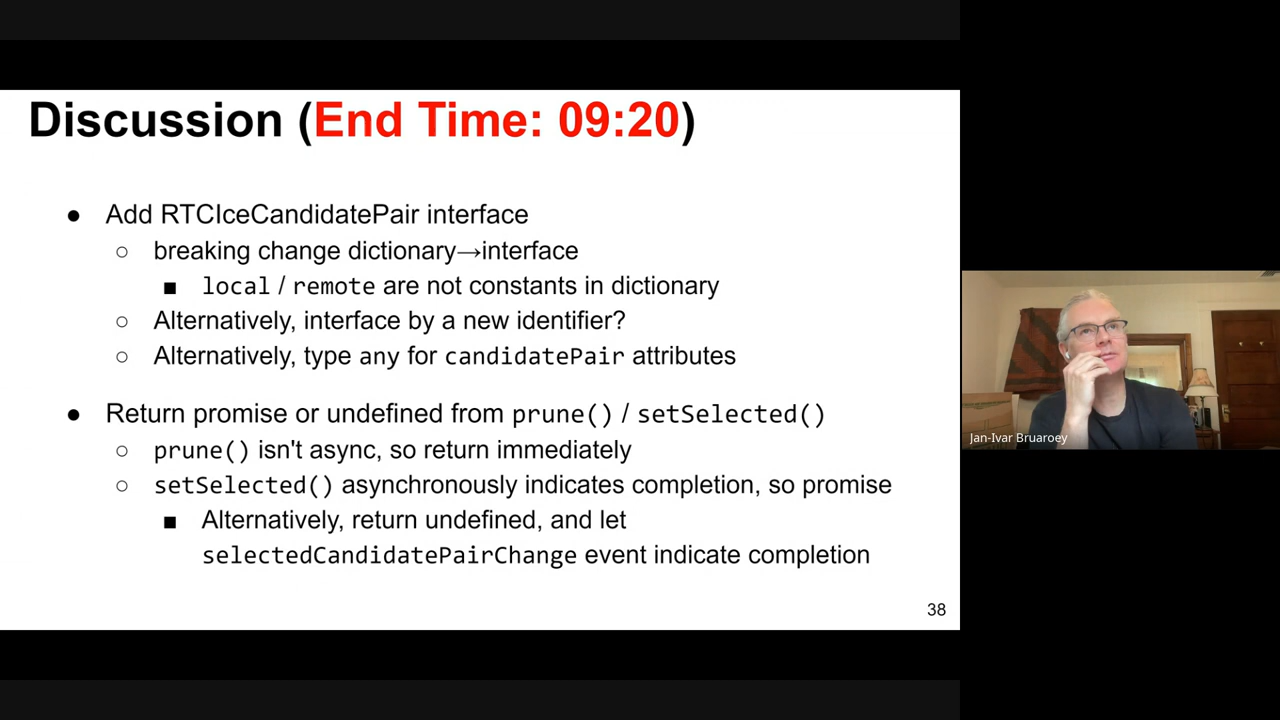 Discussion (End Time: 09:20)
● Add RTCIceCandidatePair interface
○ breaking change dictionary→interface
■ local / remote are not constants in dictionary
○ Alternatively, interface by a new identifier?
○ Alternatively, type any for candidatePair attributes
● Return promise or undefined from prune() / setSelected()
○ prune() isn't async, so return immediately
○ setSelected() asynchronously indicates completion, so promise
■ Alternatively, return undefined, and let
selectedCandidatePairChange event indicate completion
38
Jan-Ivar Bruaroey